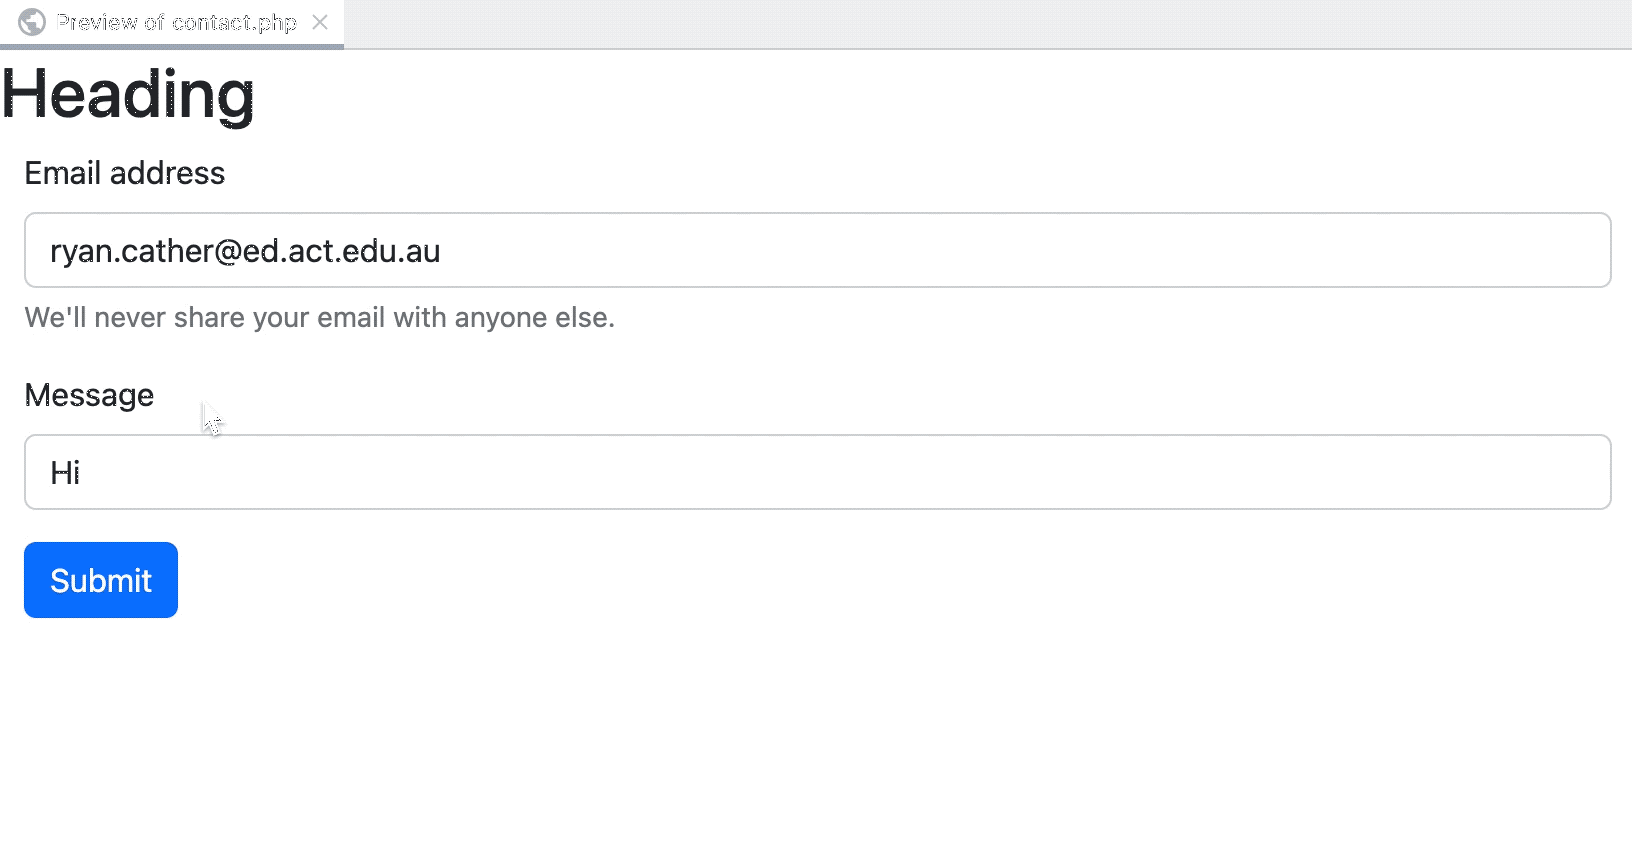 Preview of contact.php
Heading
Email address
ryan.cather@ed.act.edu.au
We'll never share your email with anyone else.
Message
Hi
Submit